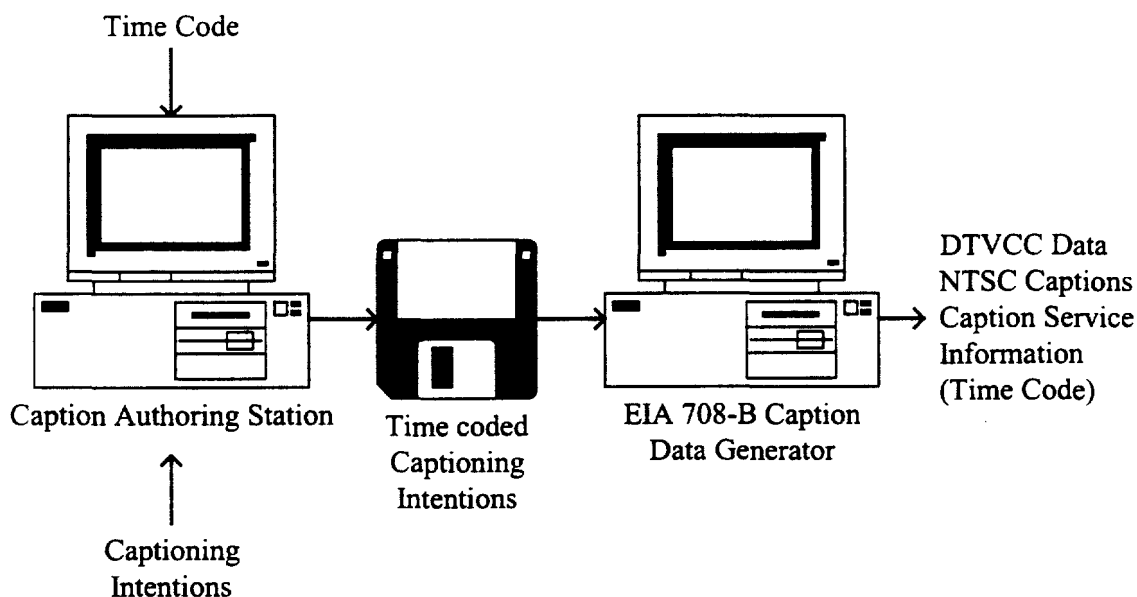 Time Code
Caption Authoring Station
Captioning
Intentions
Time coded
Captioning
Intentions
EIA 708-B Caption
Data Generator
DTVCC Data
NTSC Captions
Caption Service
Information
(Time Code)